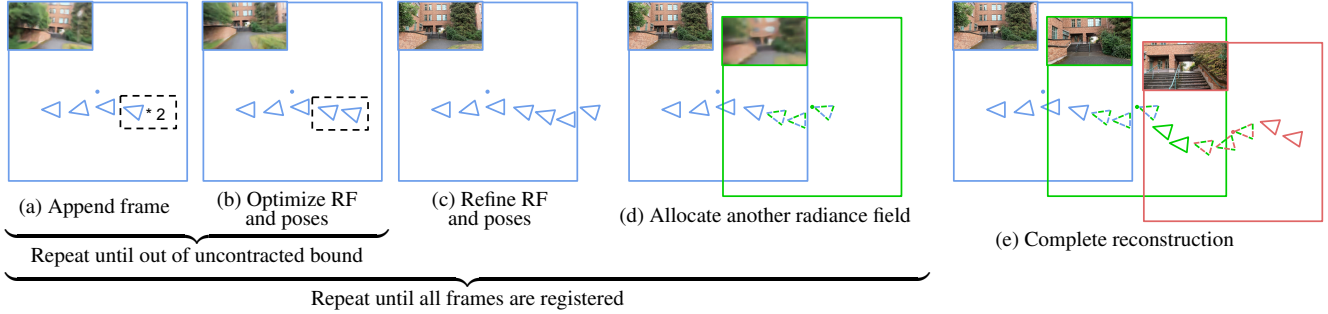 * 2
(a) Append frame
(b) Optimize RF
and poses
(c) Refine RF
and poses
(d) Allocate another radiance field
(e) Complete reconstruction
Repeat until out of uncontracted bound
Repeat until all frames are registered